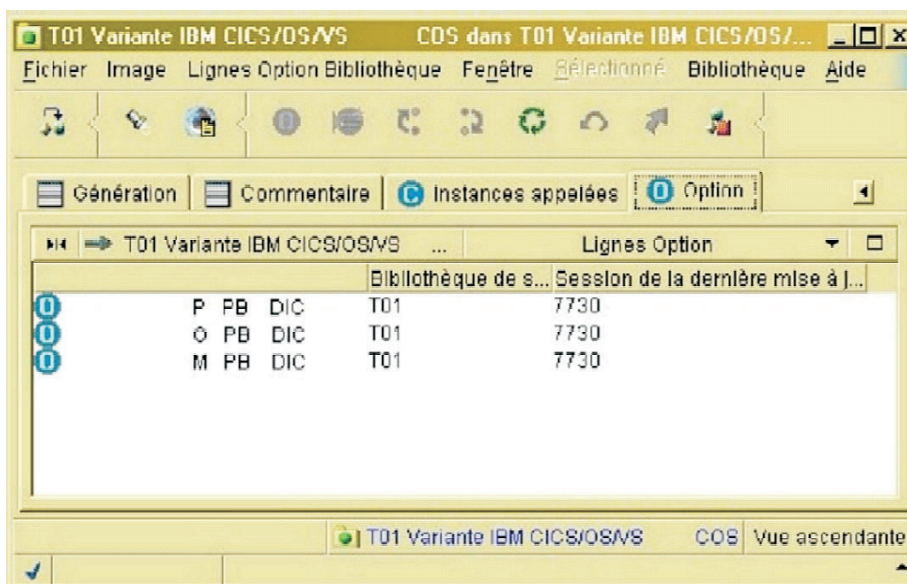 T01 Variante IBM CICS/OS/VS COS dans T01 Variante IBM CICS/OS/...
Fichier Image Lignes Option Bibliothèque Fenêtre Sélectionné Bibliothèque Aide
Génération Commentaire Instances appelées Option
T01 Variante IBM CICS/OS/VS ... Lignes Option
Bibliothèque de s... Session de la dernière mise à j...
P PB DIC T01 7730
O PB DIC T01 7730
M PB DIC T01 7730
T01 Variante IBM CICS/OS/VS COS Vue ascendante